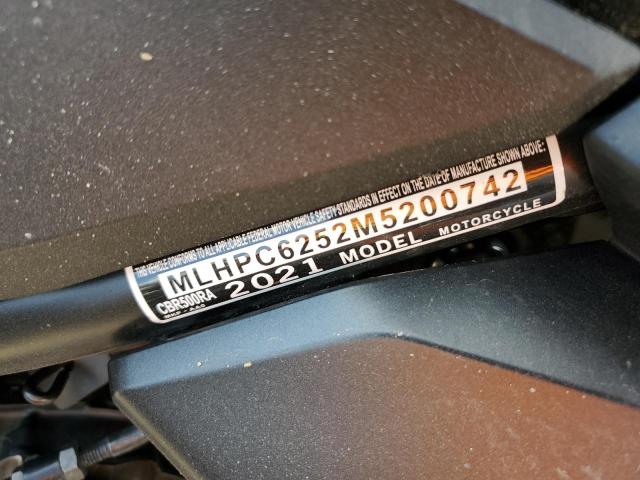 THIS VEHICLE CONFORMS TO ALL APPLICABLE FEDERAL MOTOR VEHICLE SAFETY STANDARDS IN EFFECT ON THE DATE OF MANUFACTURE SHOWN ABOVE:
MLHPC6252M5200742
CBR500RA 2021 MODEL MOTORCYCLE